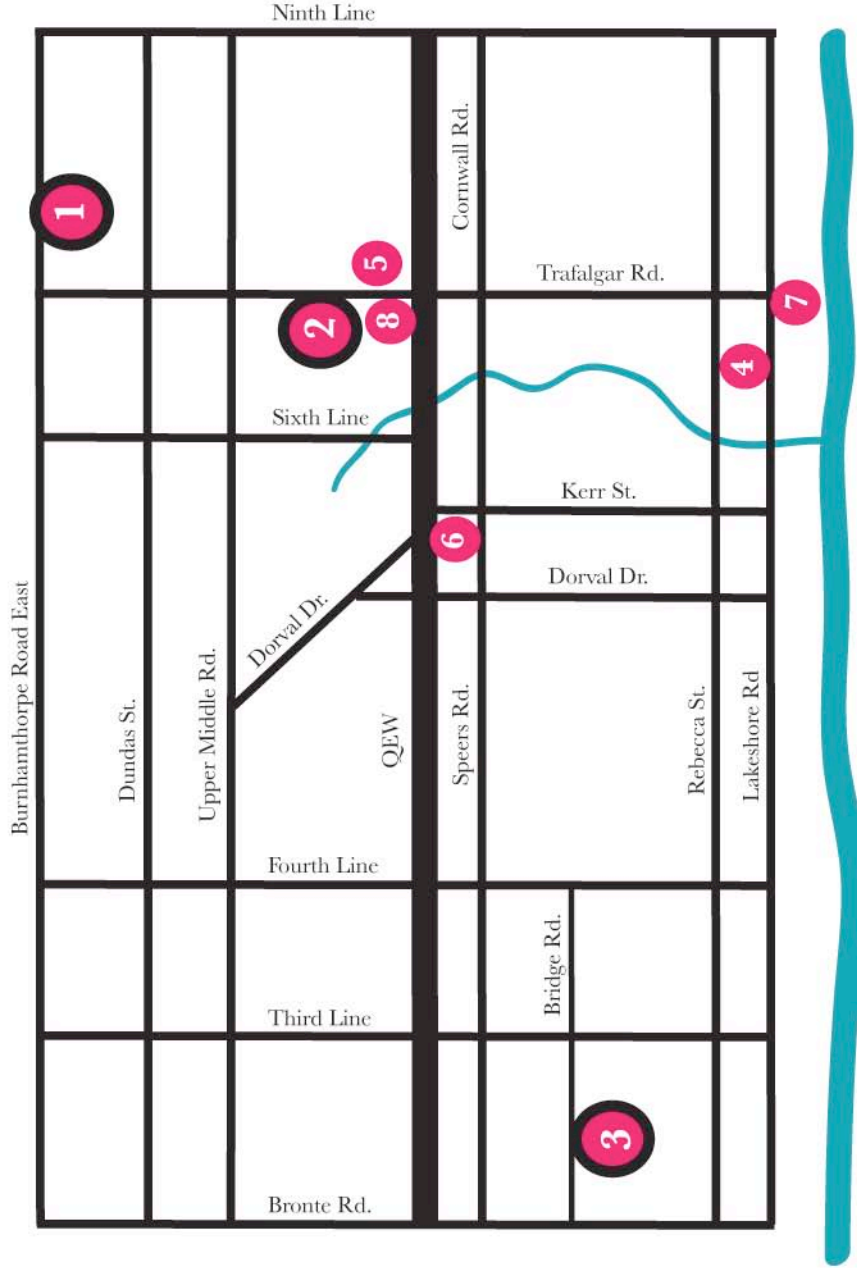 Ninth Line
Cornwall Rd.
1
5
Trafalgar Rd.
2
8
7
4
Sixth Line
Kerr St.
6
Dorval Dr.
Dorval Dr.
Burnhamthorpe Road East
Dundas St.
Upper Middle Rd.
QEW
Speers Rd.
Rebecca St.
Lakeshore Rd
Fourth Line
Bridge Rd.
Third Line
3
Bronte Rd.